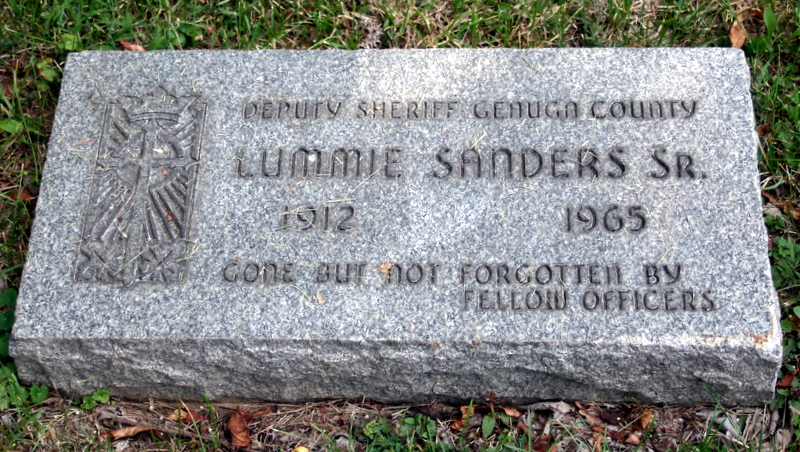 DEPUTY SHERIFF GEAUGA COUNTY
LUMMIE SANDERS SR.
1912 1965
GONE BUT NOT FORGOTTEN BY
FELLOW OFFICERS